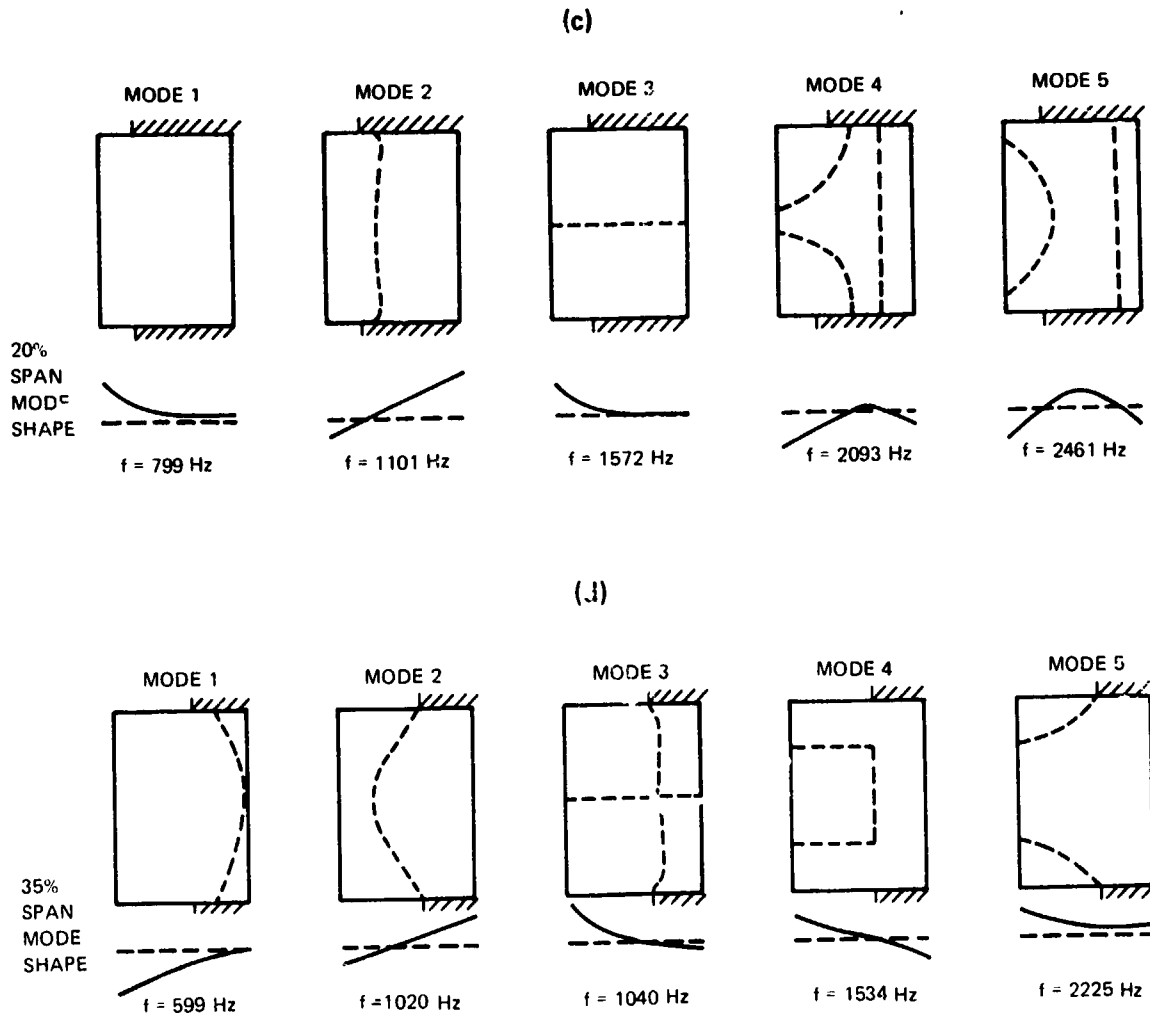 (c)
MODE 1 MODE 2 MODE 3 MODE 4 MODE 5
20%
SPAN
MODE
SHAPE
f = 799 Hz f = 1101 Hz f = 1572 Hz f = 2093 Hz f = 2461 Hz
MODE 1 MODE 2 MODE 3 MODE 4 MODE 5
35%
SPAN
MODE
SHAPE
f = 599 Hz f =1020 Hz f = 1040 Hz f = 1534 Hz f = 2225 Hz